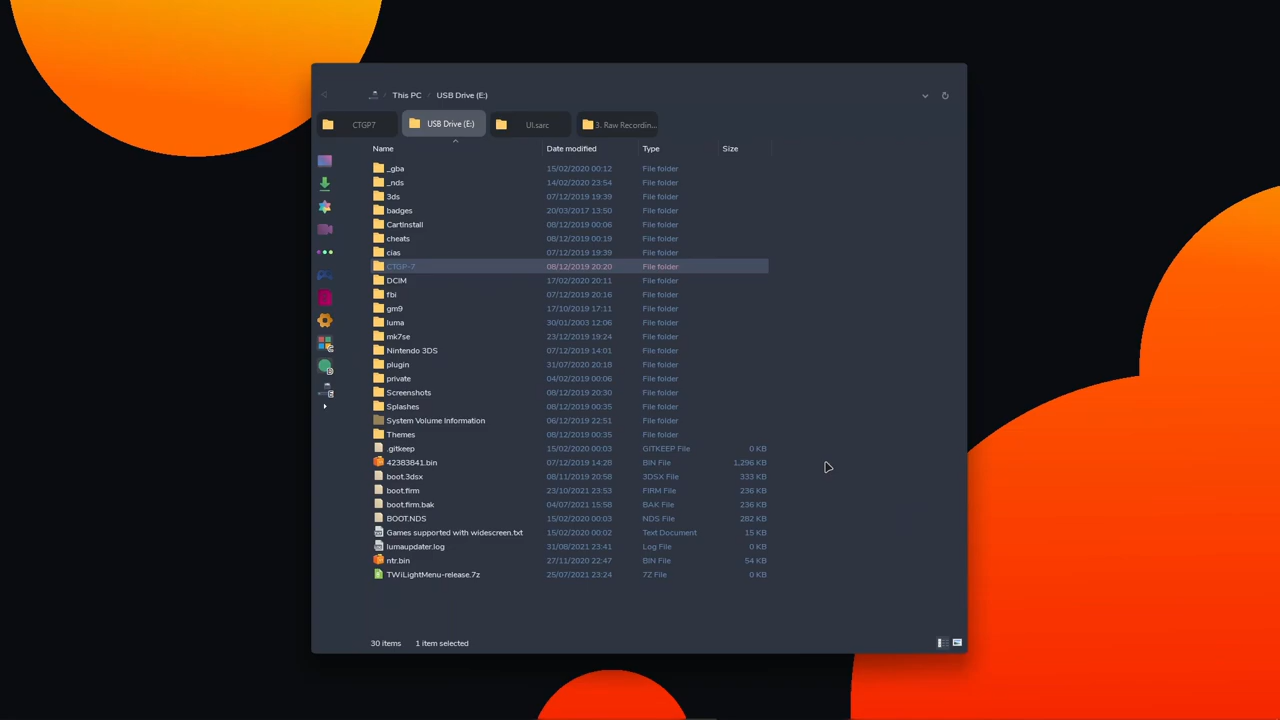 This PC / USB Drive (E:)
CTGP7 USB Drive (E:) UI.sarc 3. Raw Recordin...
Name Date modified Type Size
_gba 15/02/2020 00:12 File folder
_nds 14/02/2020 23:54 File folder
3ds 07/12/2019 19:39 File folder
badges 20/03/2017 13:50 File folder
CartInstall 08/12/2019 00:06 File folder
cheats 08/12/2019 00:19 File folder
cias 07/12/2019 19:39 File folder
CTGP-7 08/12/2019 20:20 File folder
DCIM 17/02/2020 20:11 File folder
fbi 07/12/2019 20:16 File folder
gm9 17/10/2019 17:11 File folder
luma 30/01/2003 12:06 File folder
mk7se 23/12/2019 19:24 File folder
Nintendo 3DS 07/12/2019 14:01 File folder
plugin 31/07/2020 20:18 File folder
private 04/02/2019 00:06 File folder
Screenshots 08/12/2019 20:30 File folder
Splashes 08/12/2019 00:35 File folder
System Volume Information 06/12/2019 22:51 File folder
Themes 08/12/2019 00:35 File folder
.gitkeep 15/02/2020 00:03 GITKEEP File 0 KB
42383841.bin 07/12/2019 14:28 BIN File 1,296 KB
boot.3dsx 08/11/2019 20:58 3DSX File 333 KB
boot.firm 23/10/2021 23:53 FIRM File 236 KB
boot.firm.bak 04/07/2021 15:58 BAK File 236 KB
BOOT.NDS 15/02/2020 00:03 NDS File 282 KB
Games supported with widescreen.txt 15/02/2020 00:02 Text Document 15 KB
lumaupdater.log 31/08/2021 23:41 Log File 0 KB
ntr.bin 27/11/2020 22:47 BIN File 54 KB
TWiLightMenu-release.7z 25/07/2021 23:24 7Z File 0 KB
30 items 1 item selected